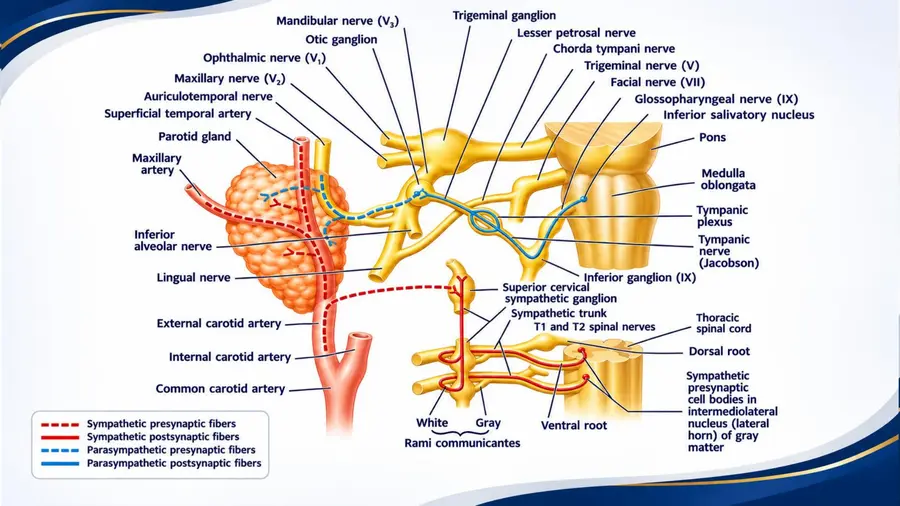 Mandibular nerve (V3)
Otic ganglion
Ophthalmic nerve (V1)
Maxillary nerve (V2)
Auriculotemporal nerve
Superficial temporal artery
Parotid gland
Maxillary
artery
Inferior
alveolar nerve
Lingual nerve
External carotid artery
Internal carotid artery
Common carotid artery
Trigeminal ganglion
Lesser petrosal nerve
Chorda tympani nerve
Trigeminal nerve (V)
Facial nerve (VII)
Glossopharyngeal nerve (IX)
Inferior salivatory nucleus
Pons
Medulla
oblongata
Tympanic
plexus
Tympanic
nerve
(Jacobson)
Inferior ganglion (IX)
Superior cervical
sympathetic ganglion
Sympathetic trunk
T1 and T2 spinal nerves
Thoracic
spinal cord
Dorsal root
Sympathetic
presynaptic
cell bodies in
intermediolateral
nucleus (lateral
horn) of gray
matter
White Gray
Rami communicantes
Ventral root
Sympathetic presynaptic fibers
Sympathetic postsynaptic fibers
Parasympathetic presynaptic fibers
Parasympathetic postsynaptic fibers